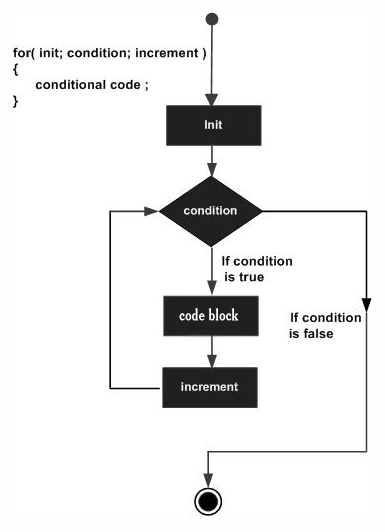 for( init; condition; increment )
{
conditional code ;
}
Init
condition
If condition
is true
code block
If condition
is false
increment